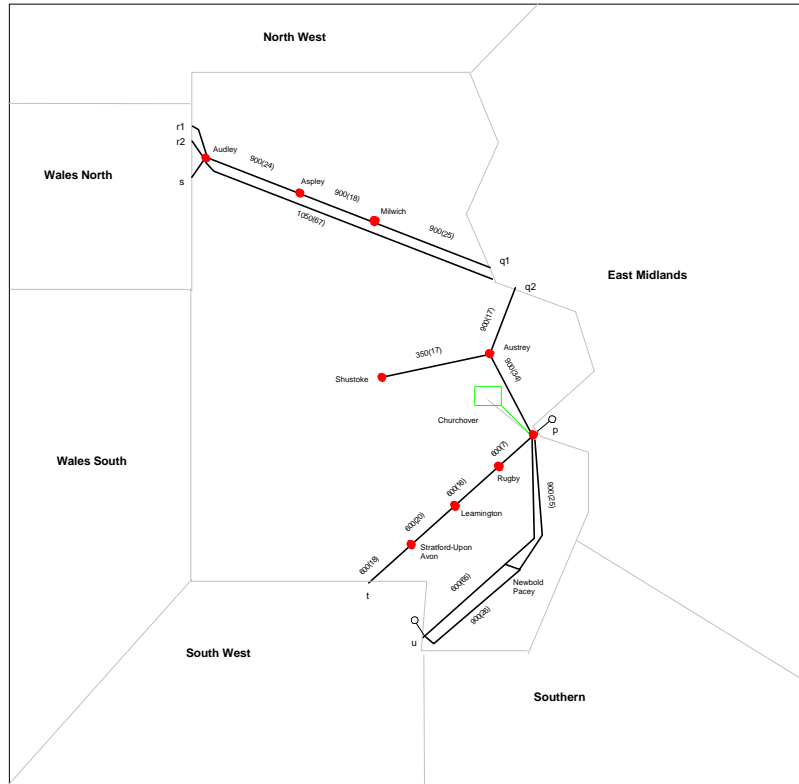 North West
r1
r2
Audley
900(24)
Wales North
s
Aspley
900(18)
Milwich
1050(67)
900(25)
q1
East Midlands
q2
900(17)
Austrey
350(17)
900(34)
Shustoke
Churchover
p
600(7)
Wales South
Rugby
900(25)
600(16)
Leamington
600(20)
Stratford-Upon
Avon
600(18)
600(65)
Newbold
Pacey
t
900(26)
u
South West
Southern